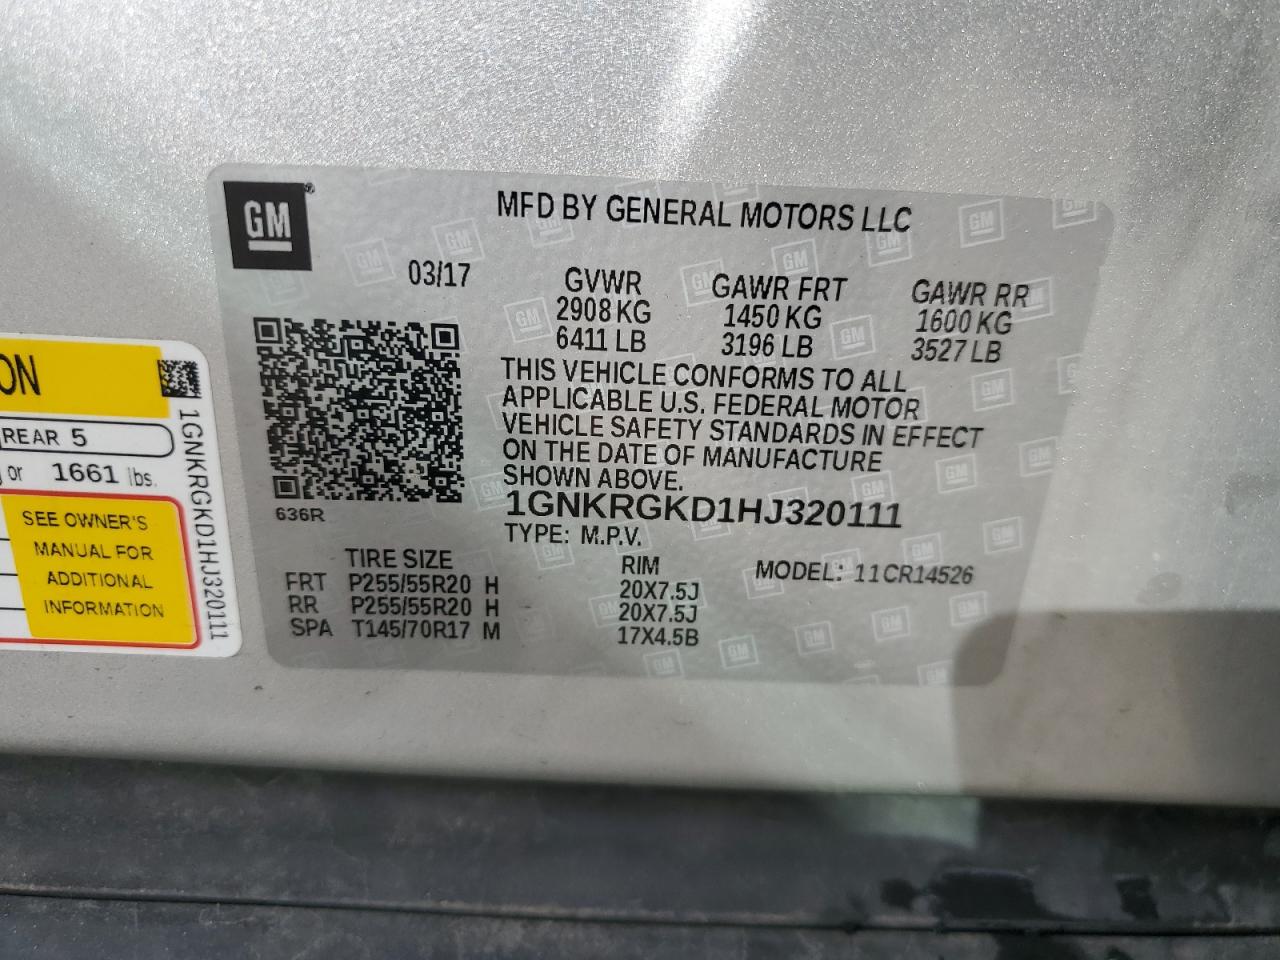 GM
MFD BY GENERAL MOTORS LLC
03/17
GVWR GAWR FRT GAWR RR
2908 KG 1450 KG 1600 KG
6411 LB 3196 LB 3527 LB
THIS VEHICLE CONFORMS TO ALL
APPLICABLE U.S. FEDERAL MOTOR
VEHICLE SAFETY STANDARDS IN EFFECT
ON THE DATE OF MANUFACTURE
SHOWN ABOVE.
1GNKRGKD1HJ320111
TYPE: M.P.V.
636R
TIRE SIZE RIM MODEL: 11CR14526
FRT P255/55R20 H 20X7.5J
RR P255/55R20 H 20X7.5J
SPA T145/70R17 M 17X4.5B
ON
REAR 5
or 1661 lbs.
SEE OWNER'S
MANUAL FOR
ADDITIONAL
INFORMATION
1GNKRGKD1HJ320111